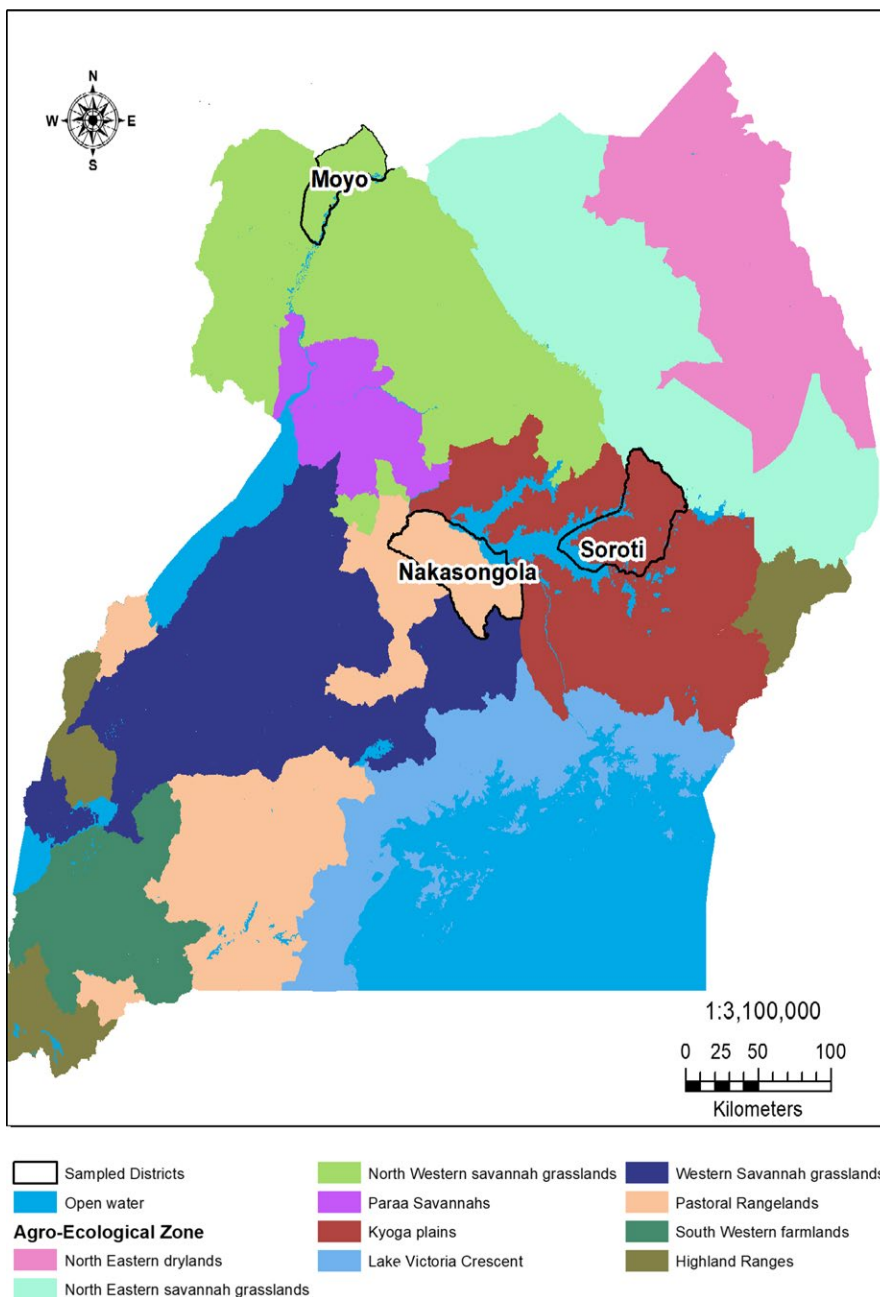 N
W E
S
Moyo
Soroti
Nakasongola
1:3,100,000
0 25 50 100
Kilometers
Sampled Districts
Open water
Agro-Ecological Zone
North Eastern drylands
North Eastern savannah grasslands
North Western savannah grasslands
Paraa Savannahs
Kyoga plains
Lake Victoria Crescent
Western Savannah grasslands
Pastoral Rangelands
South Western farmlands
Highland Ranges